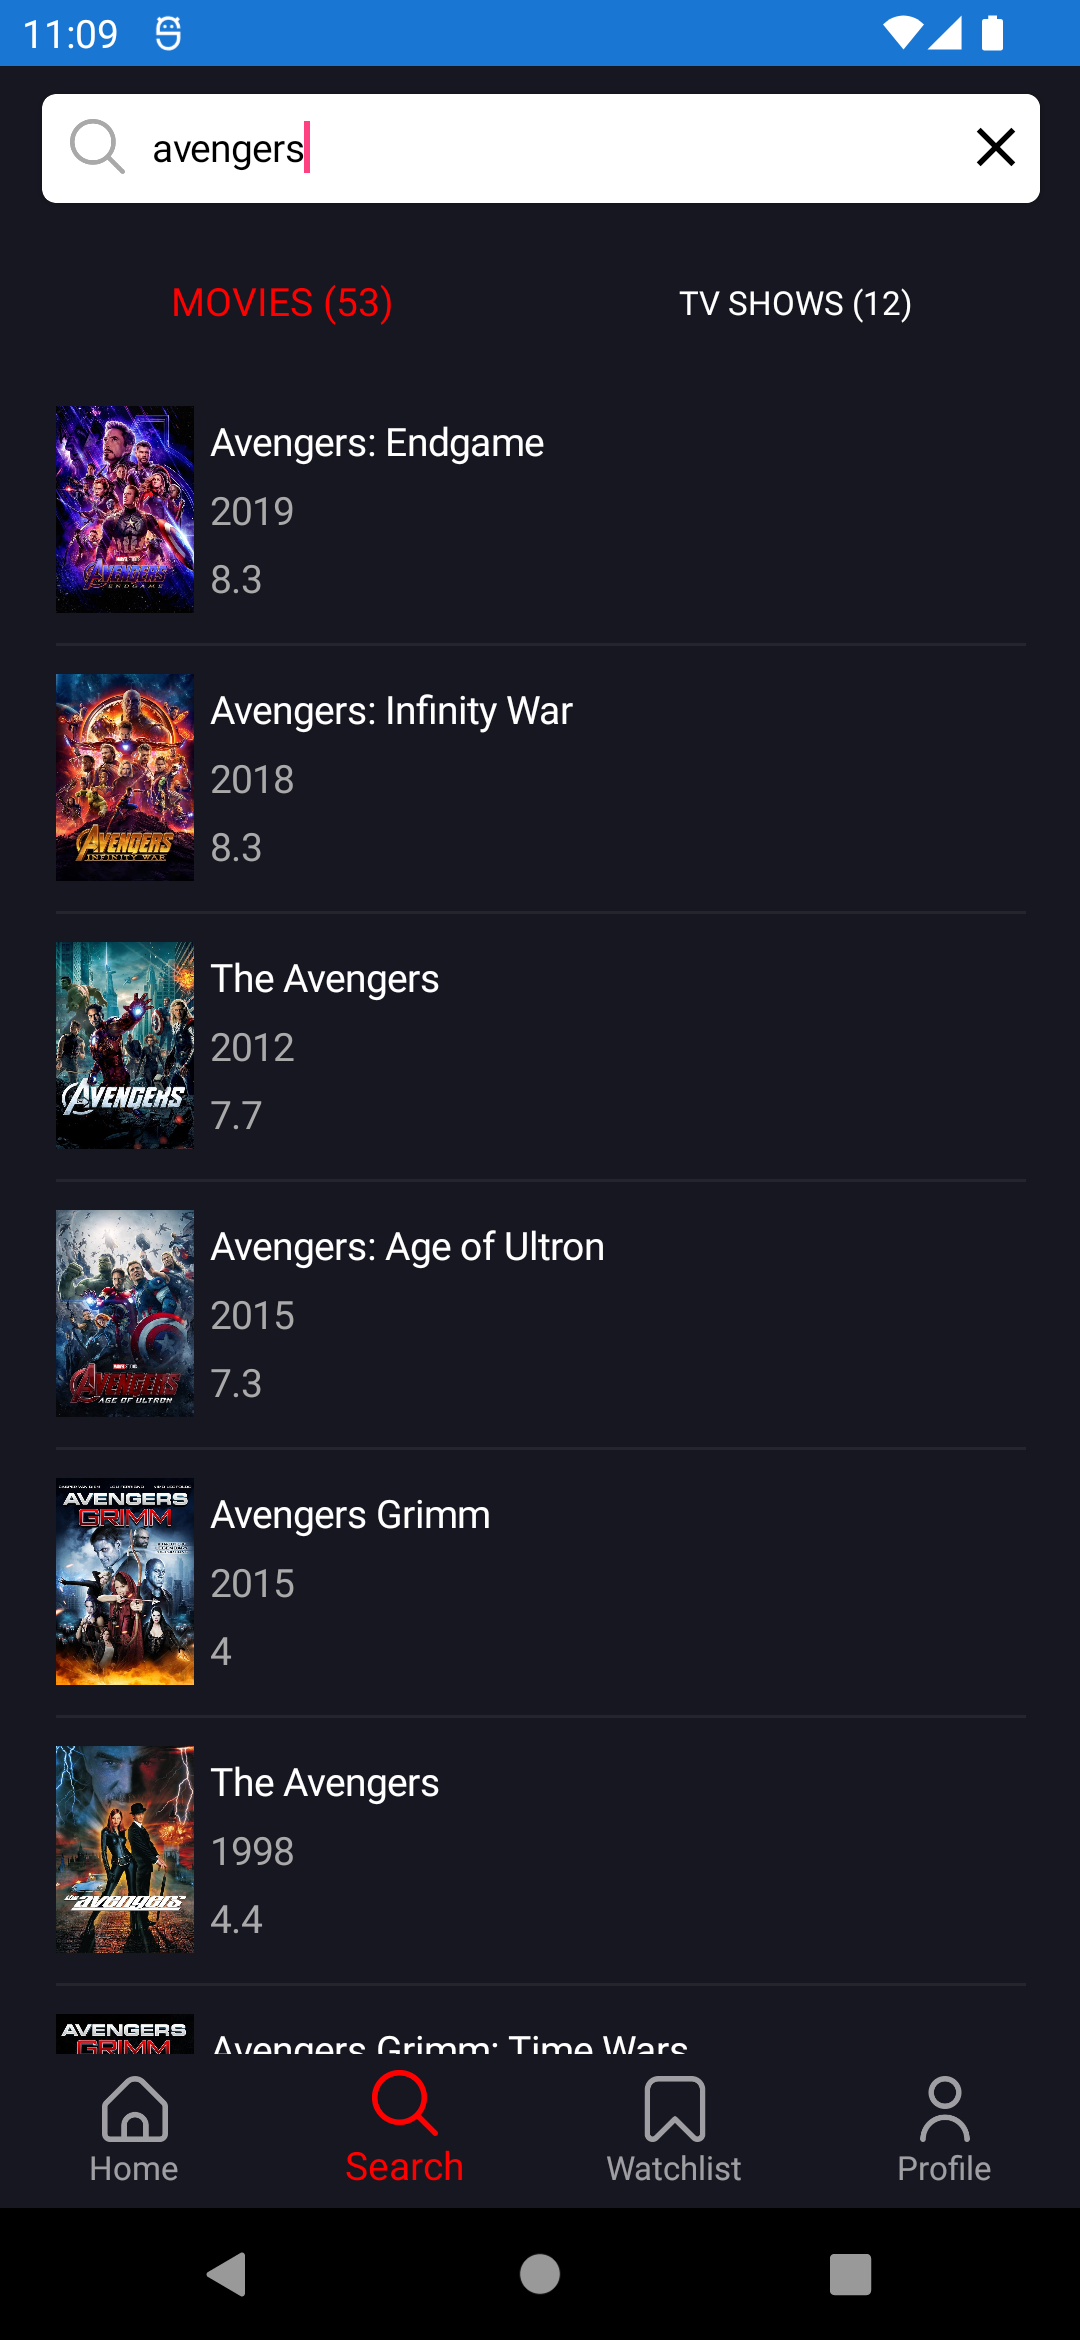 11:09
avengers
MOVIES (53)
TV SHOWS (12)
Avengers: Endgame
2019
8.3
AVENGERS
ENDGAME
Avengers: Infinity War
2018
8.3
AVENGERS
INFINITY WAR
The Avengers
2012
7.7
AVENGERS
Avengers: Age of Ultron
2015
7.3
AVENGERS
AGE OF ULTRON
Avengers Grimm
2015
4
AVENGERS
GRIMM
The Avengers
1998
4.4
the avengers
Avengers Grimm: Time Wars
AVENGERS
GRIMM
Home
Search
Watchlist
Profile